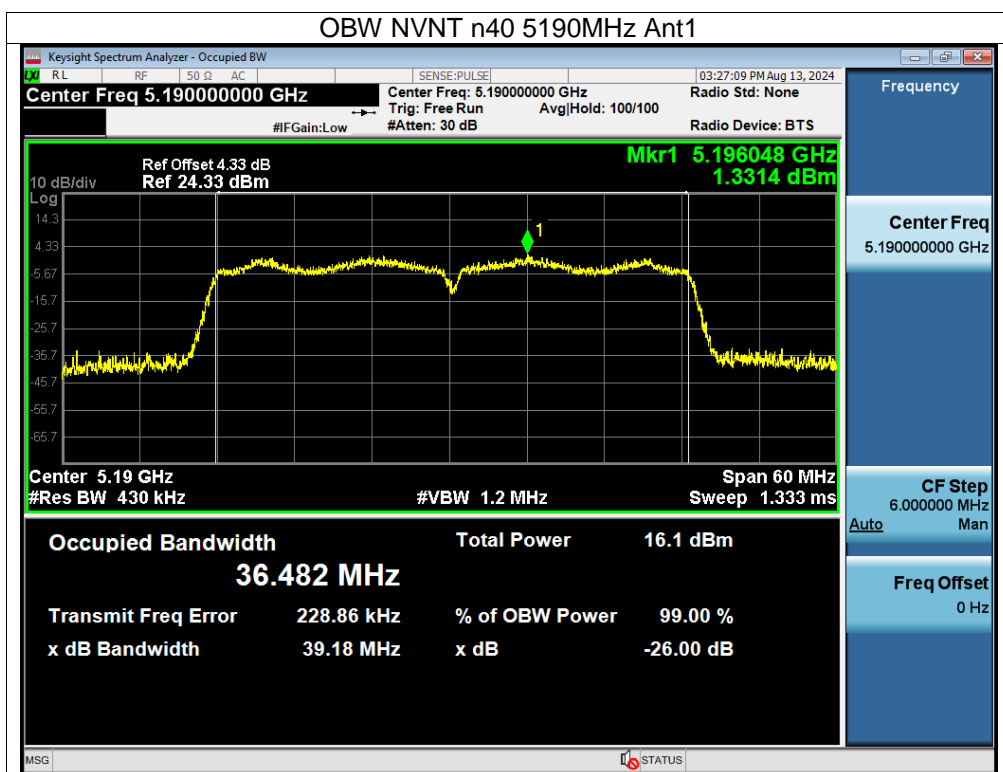 OBW NVNT n40 5190MHz Ant1
Keysight Spectrum Analyzer - Occupied BW
LXI RL RF 50 Ω AC SENSE:PULSE 03:27:09 PM Aug 13, 2024
Center Freq 5.190000000 GHz
Center Freq: 5.190000000 GHz
Radio Std: None
Trig: Free Run Avg|Hold: 100/100
#IFGain:Low #Atten: 30 dB Radio Device: BTS
Mkr1 5.196048 GHz
1.3314 dBm
Ref Offset 4.33 dB
10 dB/div Ref 24.33 dBm
Log
14.3
4.33
-5.67
-15.7
-25.7
-35.7
-45.7
-55.7
-65.7
1
Center 5.19 GHz Span 60 MHz
#Res BW 430 kHz #VBW 1.2 MHz Sweep 1.333 ms
Occupied Bandwidth Total Power 16.1 dBm
36.482 MHz
Transmit Freq Error 228.86 kHz % of OBW Power 99.00 %
x dB Bandwidth 39.18 MHz x dB -26.00 dB
MSG STATUS
Frequency
Center Freq
5.190000000 GHz
CF Step
6.000000 MHz
Auto Man
Freq Offset
0 Hz